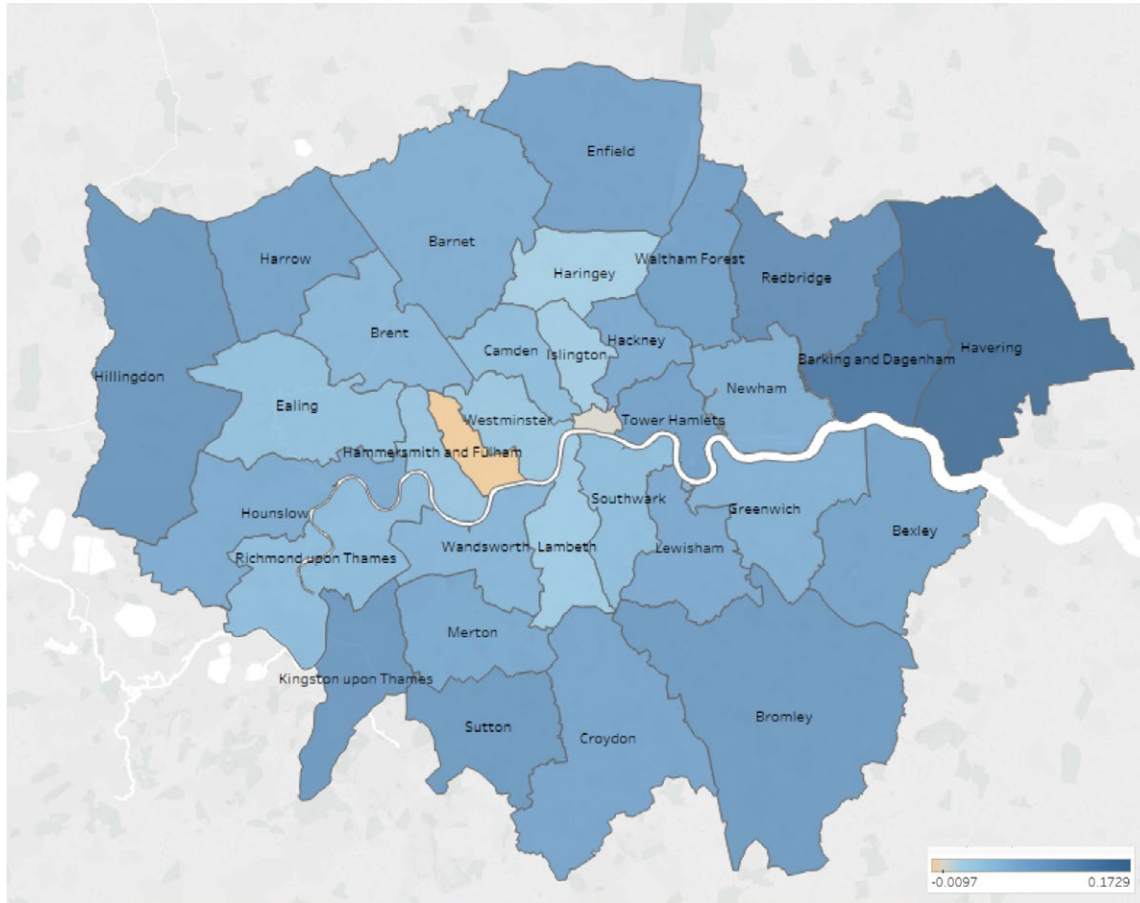 Enfield
Barnet
Harrow
Haringey
Waltham Forest
Redbridge
Brent
Hackney
Camden
Islington
Havering
Barking and Dagenham
Hillingdon
Newham
Ealing
Westminster
Tower Hamlets
Hammersmith and Fulham
Southwark
Greenwich
Hounslow
Bexley
Wandsworth
Lambeth
Lewisham
Richmond upon Thames
Merton
Kingston upon Thames
Bromley
Sutton
Croydon
-0.0097
0.1729